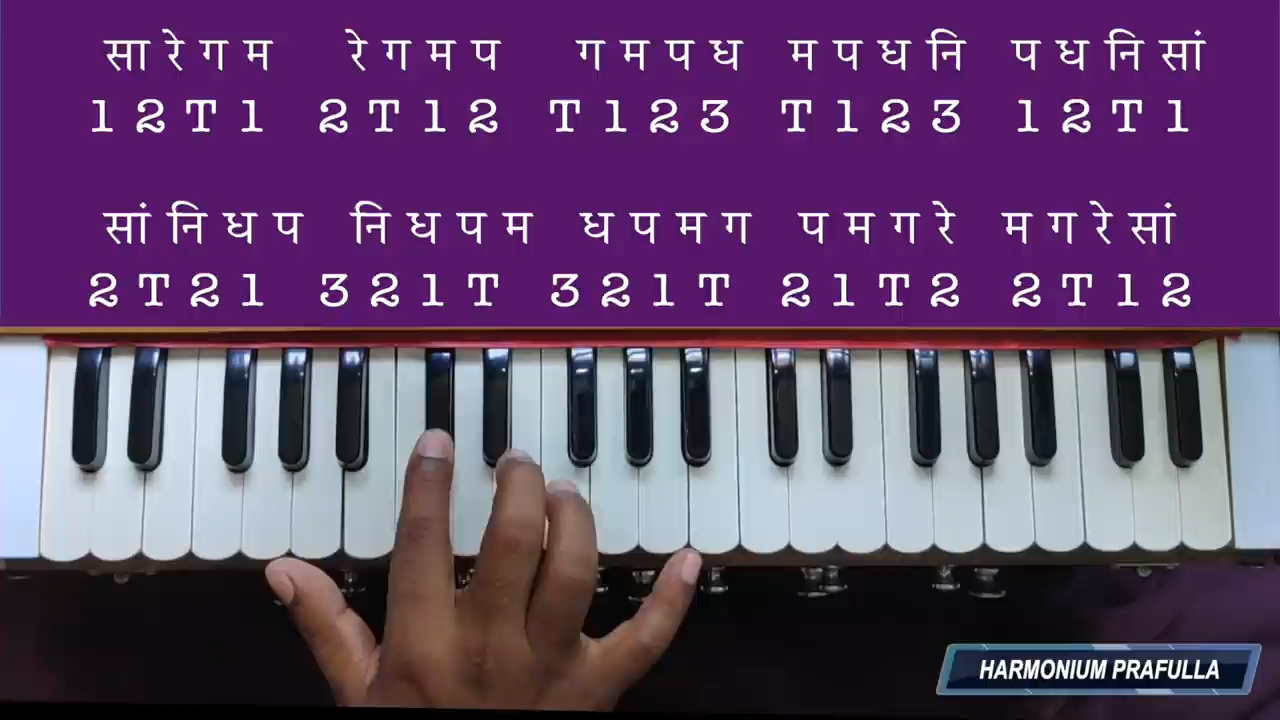 सा रे ग म रे ग म प ग म प ध म प ध नि प ध नि सां
1 2 T 1 2 T 1 2 T 1 2 3 T 1 2 3 1 2 T 1
सां नि ध प नि ध प म ध प म ग प म ग रे म ग रे सां
2 T 2 1 3 2 1 T 3 2 1 T 2 1 T 2 2 T 1 2
HARMONIUM PRAFULLA